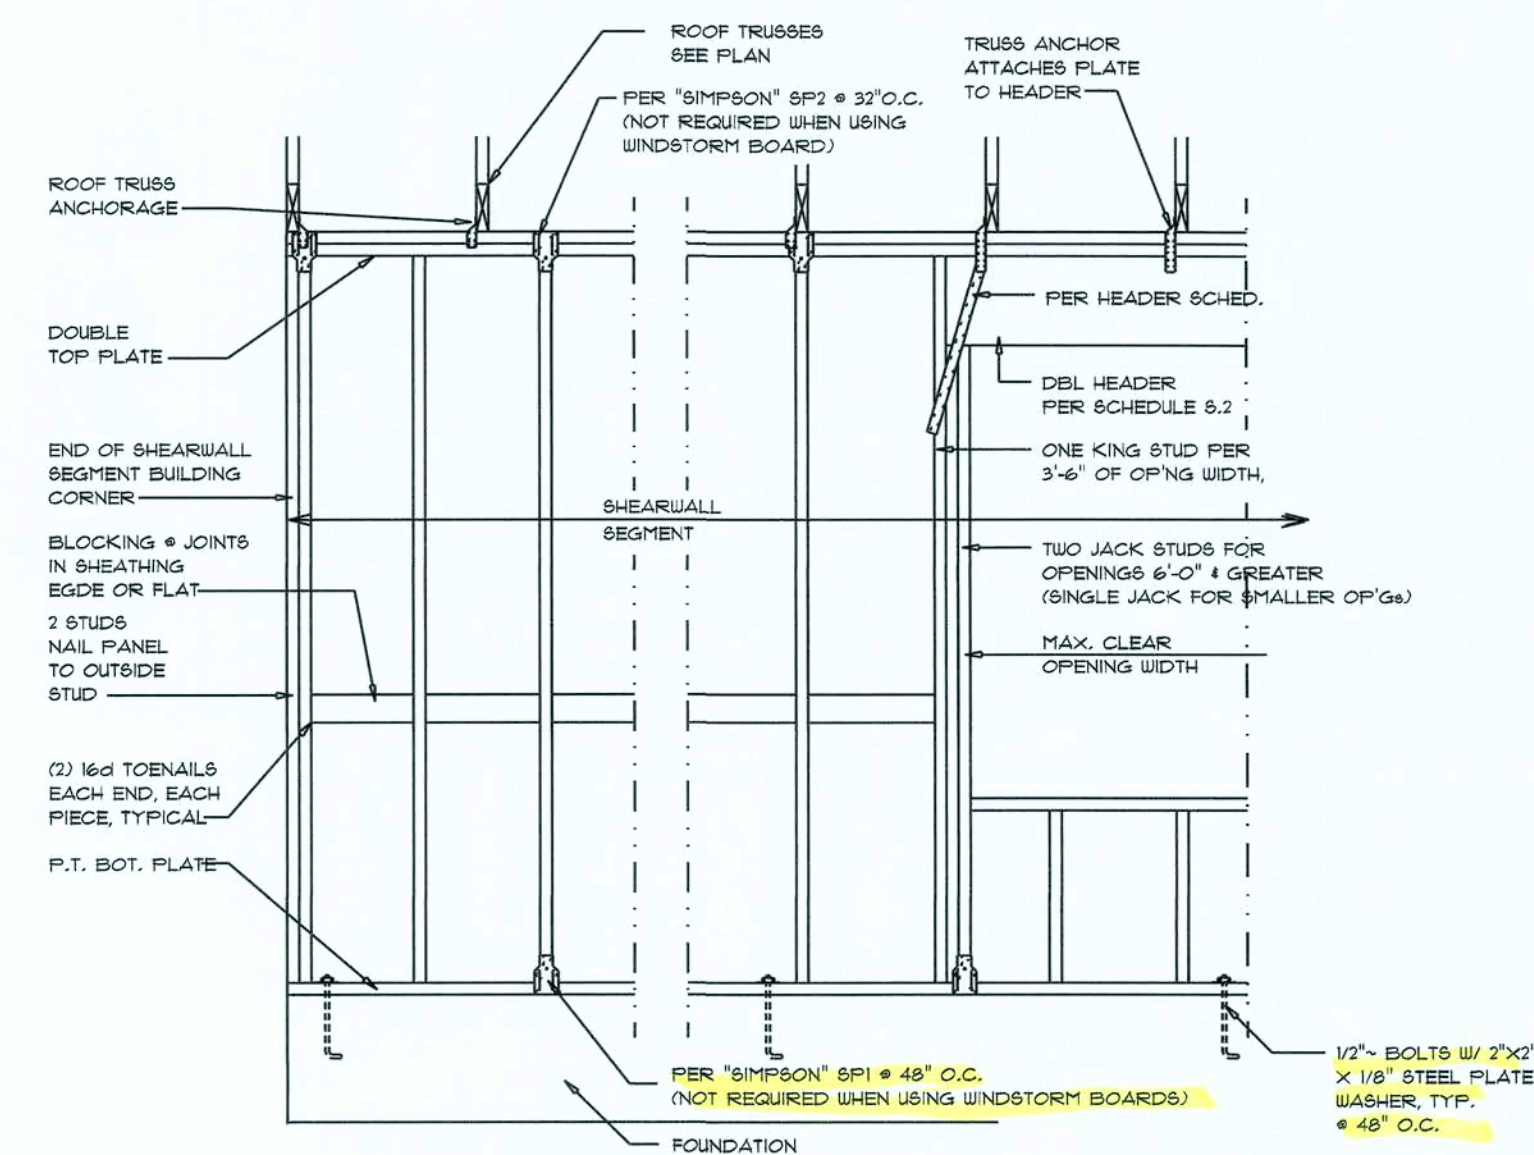 ROOF TRUSSES
SEE PLAN
TRUSS ANCHOR
ATTACHES PLATE
TO HEADER
PER "SIMPSON" SP2 @ 32"O.C.
(NOT REQUIRED WHEN USING
WINDSTORM BOARD)
ROOF TRUSS
ANCHORAGE
PER HEADER SCHED.
DOUBLE
TOP PLATE
DBL HEADER
PER SCHEDULE S.2
END OF SHEARWALL
SEGMENT BUILDING
CORNER
ONE KING STUD PER
3'-6" OF OP'NG WIDTH,
SHEARWALL
SEGMENT
BLOCKING @ JOINTS
IN SHEATHING
EGDE OR FLAT
TWO JACK STUDS FOR
OPENINGS 6'-0" & GREATER
(SINGLE JACK FOR SMALLER OP'Gs)
2 STUDS
NAIL PANEL
TO OUTSIDE
STUD
MAX. CLEAR
OPENING WIDTH
(2) 16d TOENAILS
EACH END, EACH
PIECE, TYPICAL
P.T. BOT. PLATE
PER "SIMPSON" SP1 @ 48" O.C.
(NOT REQUIRED WHEN USING WINDSTORM BOARDS)
1/2"~ BOLTS W/ 2"X2"
X 1/8" STEEL PLATE
WASHER, TYP.
@ 48" O.C.
FOUNDATION